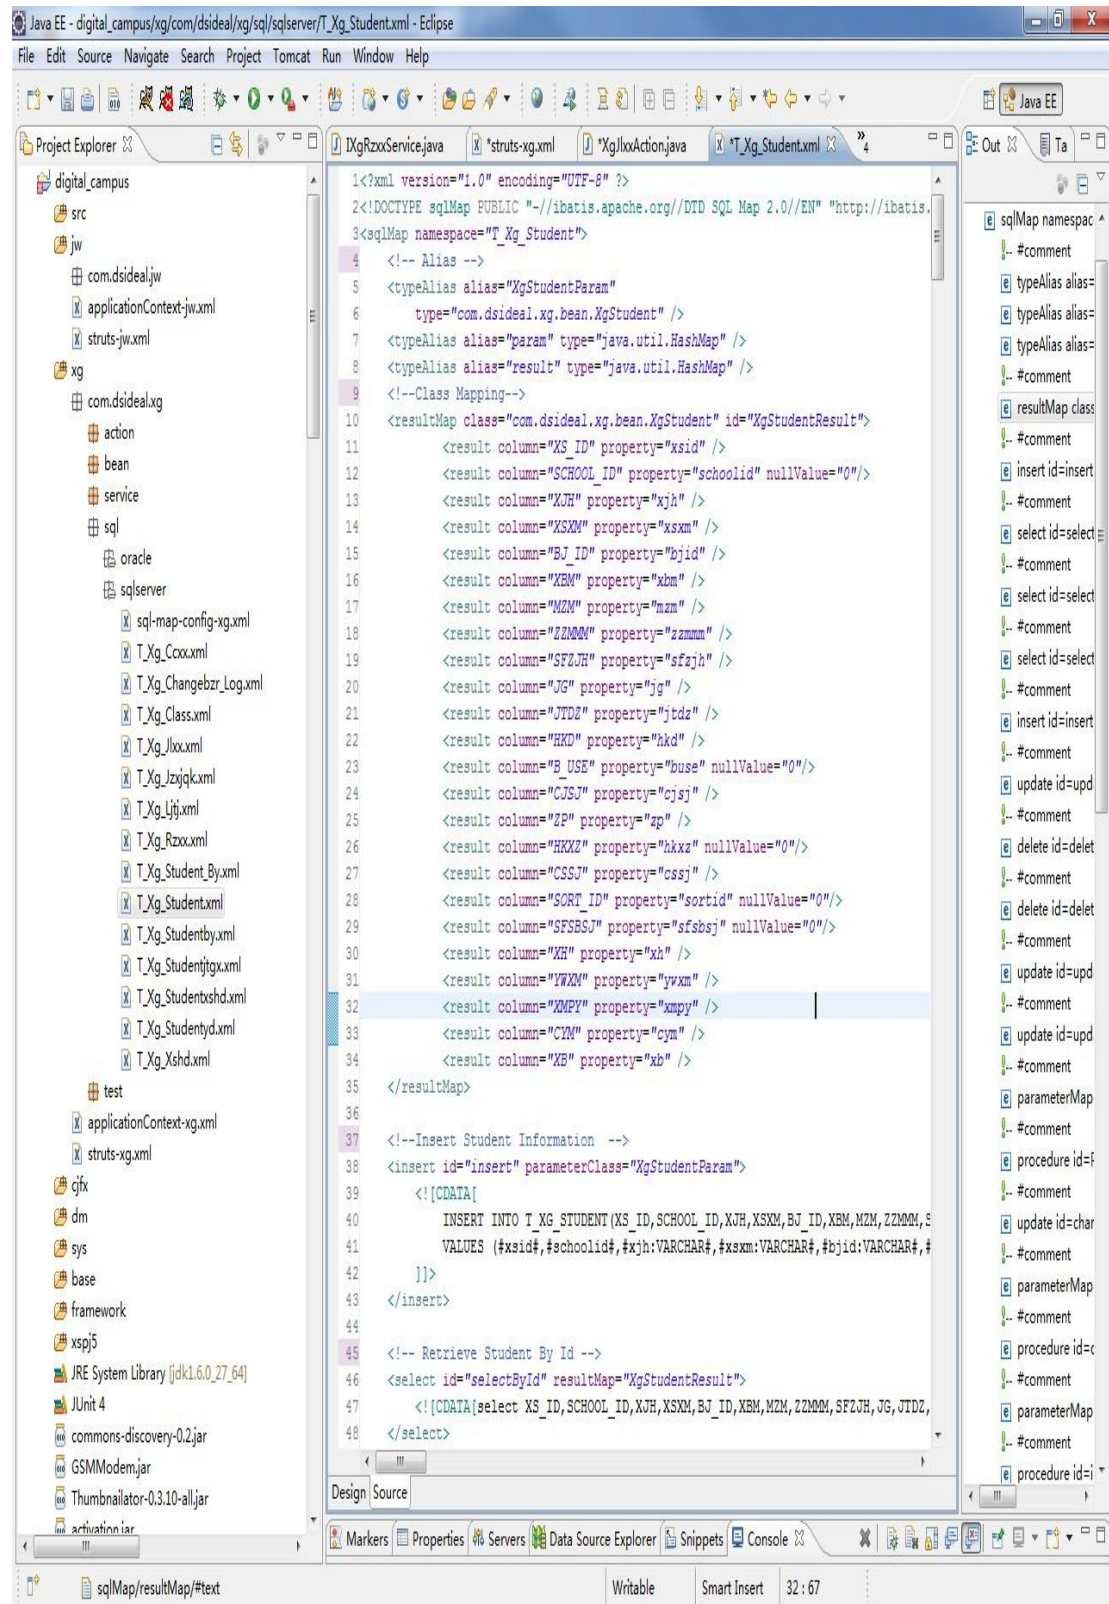 Java EE - digital_campus/xg/com/dsideal/xg/sql/sqlserver/T_Xg_Student.xml - Eclipse
File Edit Source Navigate Search Project Tomcat Run Window Help
Java EE
Project Explorer
digital_campus
src
jw
com.dsideal.jw
applicationContext-jw.xml
struts-jw.xml
xg
com.dsideal.xg
action
bean
service
sql
oracle
sqlserver
sql-map-config-xg.xml
T_Xg_Ccxx.xml
T_Xg_Changebzr_Log.xml
T_Xg_Class.xml
T_Xg_Jlxx.xml
T_Xg_Jzxjqk.xml
T_Xg_Ljtj.xml
T_Xg_Rzxx.xml
T_Xg_Student_By.xml
T_Xg_Student.xml
T_Xg_Studentby.xml
T_Xg_Studentjtgx.xml
T_Xg_Studentxshd.xml
T_Xg_Studentyd.xml
T_Xg_Xshd.xml
test
applicationContext-xg.xml
struts-xg.xml
cjfx
dm
sys
base
framework
xspj5
JRE System Library [jdk1.6.0_27_64]
JUnit 4
commons-discovery-0.2.jar
GSMModem.jar
Thumbnailator-0.3.10-all.jar
activation.jar
IXgRzxxService.java *struts-xg.xml *XgJlxxAction.java *T_Xg_Student.xml 4
1 <?xml version="1.0" encoding="UTF-8" ?>
2 <!DOCTYPE sqlMap PUBLIC "-//ibatis.apache.org//DTD SQL Map 2.0//EN" "http://ibatis.
3 <sqlMap namespace="T_Xg_Student">
4 <!-- Alias -->
5 <typeAlias alias="XgStudentParam"
6 type="com.dsideal.xg.bean.XgStudent" />
7 <typeAlias alias="param" type="java.util.HashMap" />
8 <typeAlias alias="result" type="java.util.HashMap" />
9 <!--Class Mapping-->
10 <resultMap class="com.dsideal.xg.bean.XgStudent" id="XgStudentResult">
11 <result column="XS_ID" property="xsid" />
12 <result column="SCHOOL_ID" property="schoolid" nullValue="0"/>
13 <result column="XJH" property="xjh" />
14 <result column="XSXM" property="xsxm" />
15 <result column="BJ_ID" property="bjid" />
16 <result column="XBM" property="xbm" />
17 <result column="MZM" property="mzm" />
18 <result column="ZZMMM" property="zzmmm" />
19 <result column="SFZJH" property="sfzjh" />
20 <result column="JG" property="jg" />
21 <result column="JTDZ" property="jtdz" />
22 <result column="HKD" property="hkd" />
23 <result column="B_USE" property="buse" nullValue="0"/>
24 <result column="CJSJ" property="cjsj" />
25 <result column="ZP" property="zp" />
26 <result column="HKXZ" property="hkxz" nullValue="0"/>
27 <result column="CSSJ" property="cssj" />
28 <result column="SORT_ID" property="sortid" nullValue="0"/>
29 <result column="SFSBSJ" property="sfsbsj" nullValue="0"/>
30 <result column="XH" property="xh" />
31 <result column="YWXM" property="ywxm" />
32 <result column="XMPY" property="xmpy" />
33 <result column="CYM" property="cym" />
34 <result column="XB" property="xb" />
35 </resultMap>
36
37 <!--Insert Student Information -->
38 <insert id="insert" parameterClass="XgStudentParam">
39 <![CDATA[
40 INSERT INTO T_XG_STUDENT(XS_ID,SCHOOL_ID,XJH,XSXM,BJ_ID,XBM,MZM,ZZMMM,S
41 VALUES (#xsid#,#schoolid#,#xjh:VARCHAR#,#xsxm:VARCHAR#,#bjid:VARCHAR#,#
42 ]]>
43 </insert>
44
45 <!-- Retrieve Student By Id -->
46 <select id="selectById" resultMap="XgStudentResult">
47 <![CDATA[select XS_ID,SCHOOL_ID,XJH,XSXM,BJ_ID,XBM,MZM,ZZMMM,SFZJH,JG,JTDZ,
48 </select>
Design Source
Out Ta
sqlMap namespac
#comment
typeAlias alias=
typeAlias alias=
typeAlias alias=
#comment
resultMap class
#comment
insert id=insert
#comment
select id=select
#comment
select id=select
#comment
select id=select
#comment
insert id=insert
#comment
update id=upd
#comment
delete id=delet
#comment
delete id=delet
#comment
update id=upd
#comment
update id=upd
#comment
parameterMap
#comment
procedure id=P
#comment
update id=char
#comment
parameterMap
#comment
procedure id=c
#comment
parameterMap
#comment
procedure id=i
Markers Properties Servers Data Source Explorer Snippets Console
sqlMap/resultMap/#text Writable Smart Insert 32 : 67